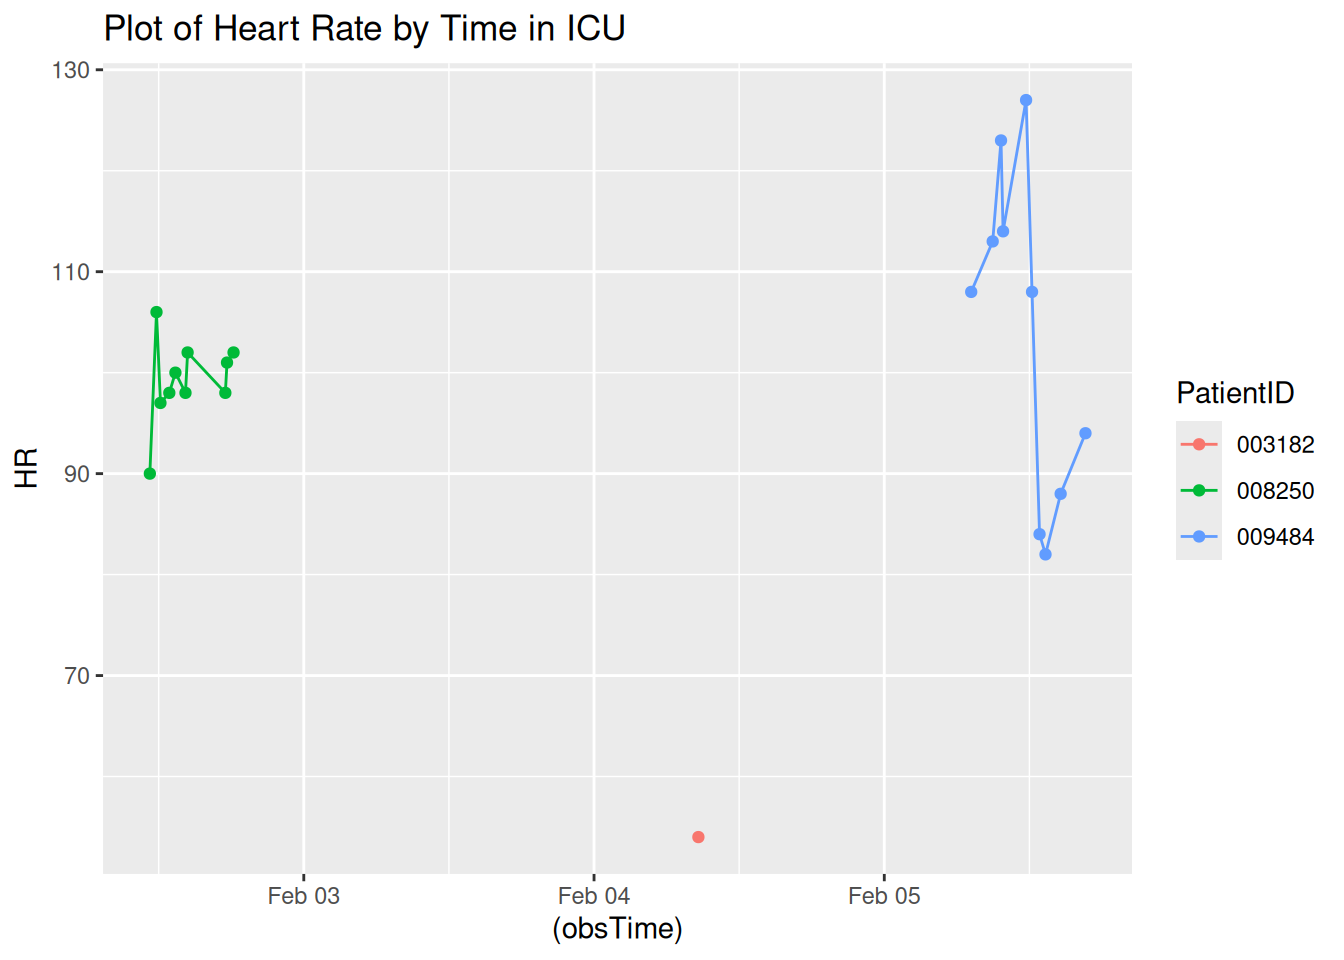 Plot of Heart Rate by Time in ICU
130
110
90
70
HR
Feb 03
Feb 04
Feb 05
(obsTime)
PatientID
003182
008250
009484